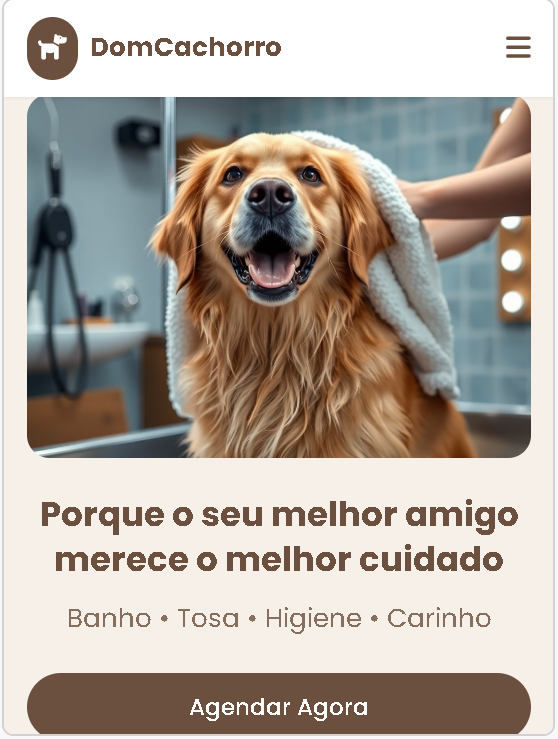 DomCachorro
Porque o seu melhor amigo
merece o melhor cuidado
Banho • Tosa • Higiene • Carinho
Agendar Agora